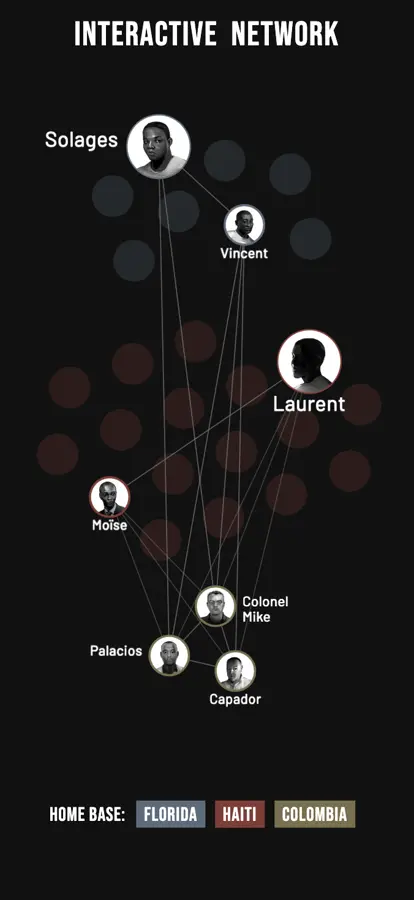 INTERACTIVE NETWORK
Solages
Vincent
Laurent
Moïse
Colonel
Mike
Palacios
Capador
HOME BASE: FLORIDA HAITI COLOMBIA